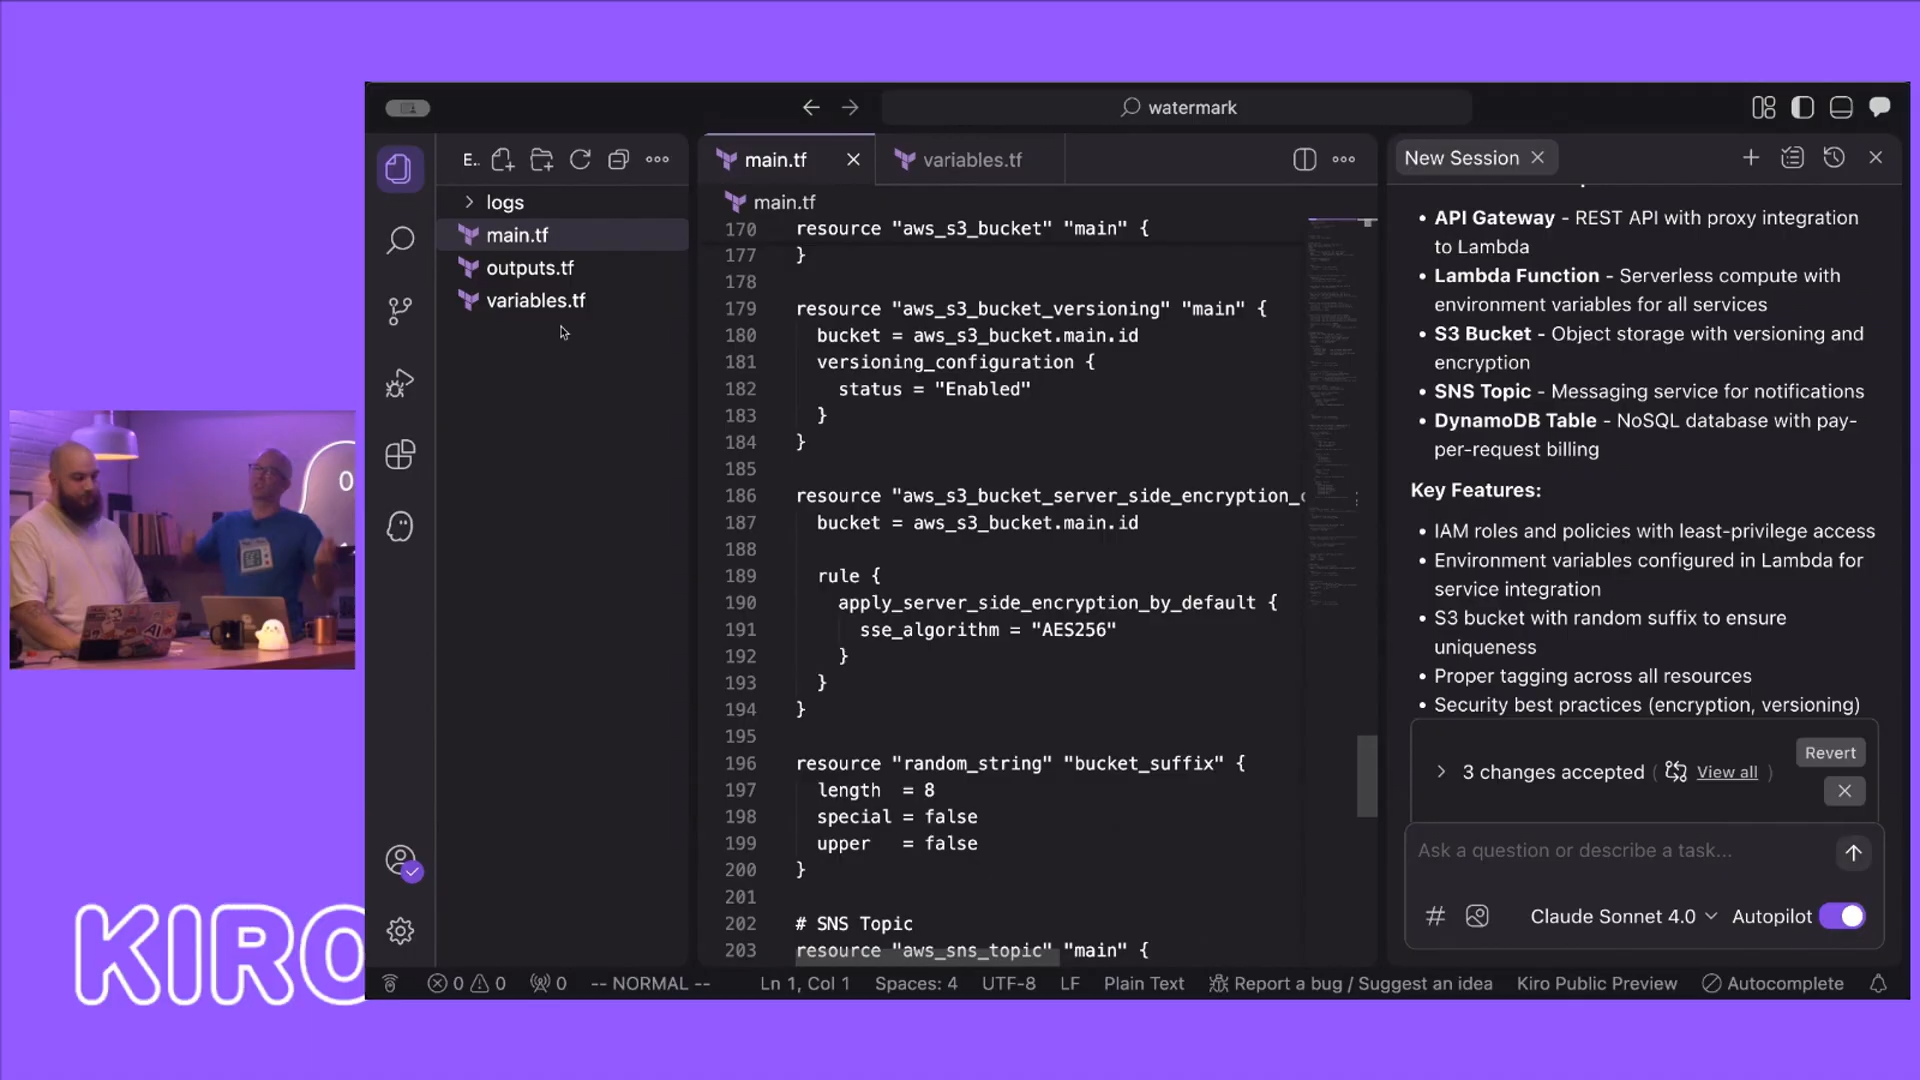 watermark
E..
logs
main.tf
outputs.tf
variables.tf
main.tf
variables.tf
main.tf
170 resource "aws_s3_bucket" "main" {
177 }
178
179 resource "aws_s3_bucket_versioning" "main" {
180 bucket = aws_s3_bucket.main.id
181 versioning_configuration {
182 status = "Enabled"
183 }
184 }
185
186 resource "aws_s3_bucket_server_side_encryption_
187 bucket = aws_s3_bucket.main.id
188
189 rule {
190 apply_server_side_encryption_by_default {
191 sse_algorithm = "AES256"
192 }
193 }
194 }
195
196 resource "random_string" "bucket_suffix" {
197 length = 8
198 special = false
199 upper = false
200 }
201
202 # SNS Topic
203 resource "aws_sns_topic" "main" {
New Session
• API Gateway - REST API with proxy integration
to Lambda
• Lambda Function - Serverless compute with
environment variables for all services
• S3 Bucket - Object storage with versioning and
encryption
• SNS Topic - Messaging service for notifications
• DynamoDB Table - NoSQL database with pay-
per-request billing
Key Features:
• IAM roles and policies with least-privilege access
• Environment variables configured in Lambda for
service integration
• S3 bucket with random suffix to ensure
uniqueness
• Proper tagging across all resources
• Security best practices (encryption, versioning)
3 changes accepted ( View all )
Revert
Ask a question or describe a task...
# Claude Sonnet 4.0 Autopilot
0 0 0 -- NORMAL -- Ln 1, Col 1 Spaces: 4 UTF-8 LF Plain Text Report a bug / Suggest an idea Kiro Public Preview Autocomplete
KIRO